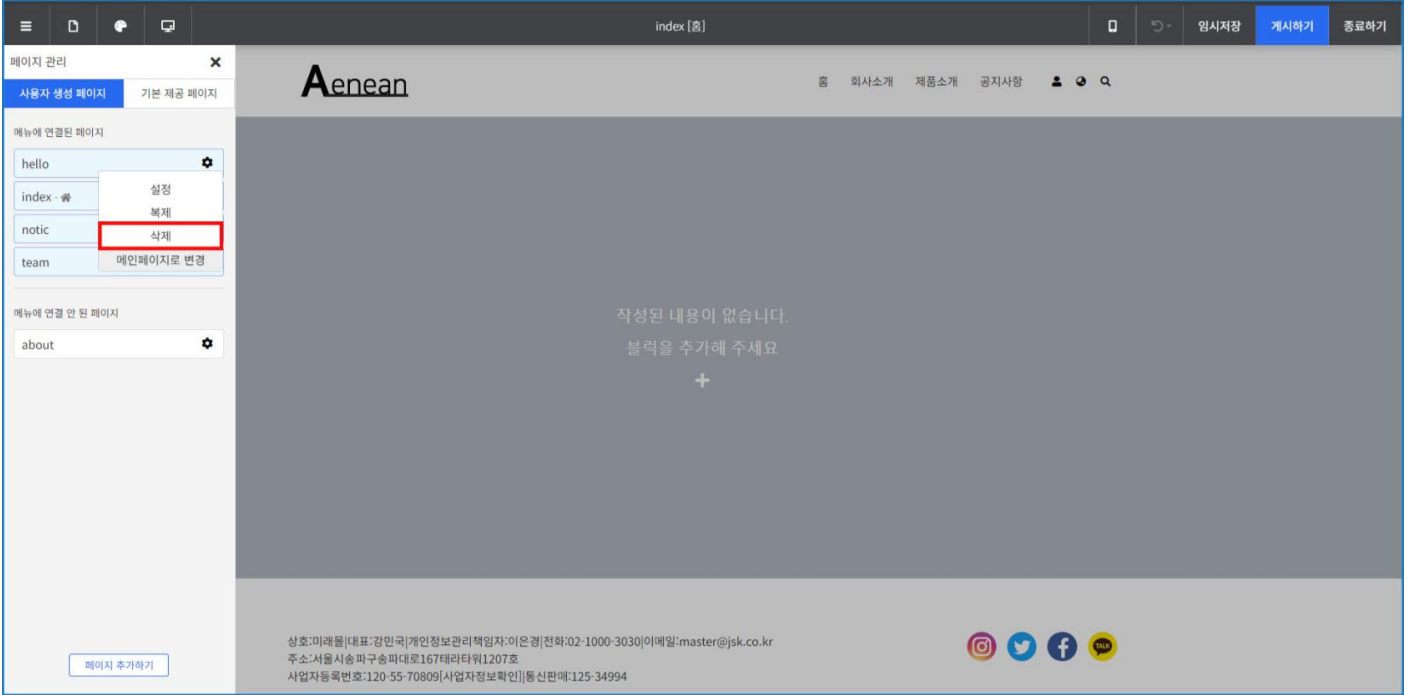 index [홈]
임시저장
게시하기
종료하기
페이지 관리
사용자 생성 페이지
기본 제공 페이지
메뉴에 연결된 페이지
hello
설정
index -
복제
notic
삭제
team
메인페이지로 변경
메뉴에 연결 안 된 페이지
about
페이지 추가하기
Aenean
홈 회사소개 제품소개 공지사항
작성된 내용이 없습니다.
블럭을 추가해 주세요
상호:미래몰|대표:강민국|개인정보관리책임자:이은경|전화:02-1000-3030|이메일:master@jsk.co.kr
주소:서울시송파구송파대로167테라타워1207호
사업자등록번호:120-55-70809[사업자정보확인]|통신판매:125-34994
TALK